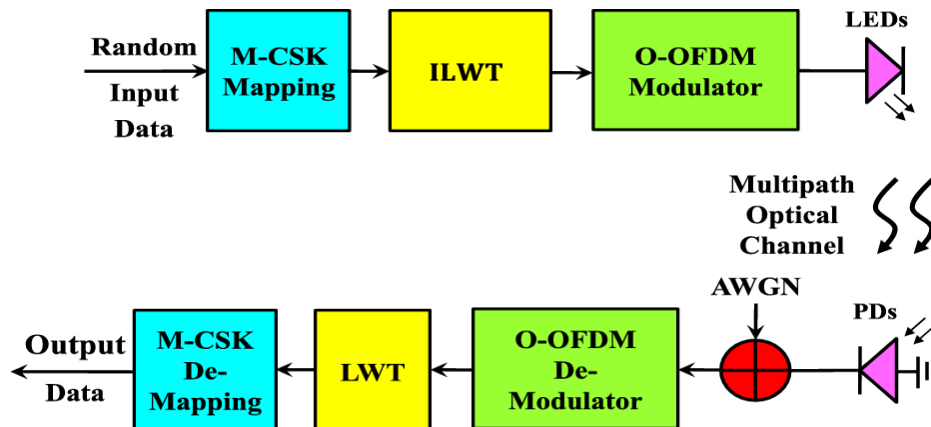 Random
Input
Data
M-CSK
Mapping
ILWT
O-OFDM
Modulator
LEDs
Multipath
Optical
Channel
AWGN
PDs
O-OFDM
De-
Modulator
LWT
M-CSK
De-
Mapping
Output
Data